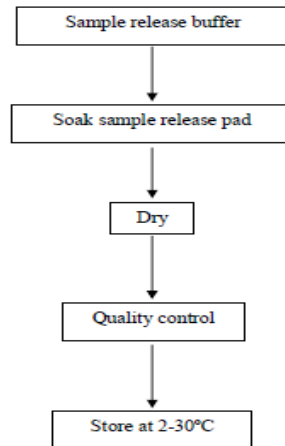 Sample release buffer
Soak sample release pad
Dry
Quality control
Store at 2-30°C